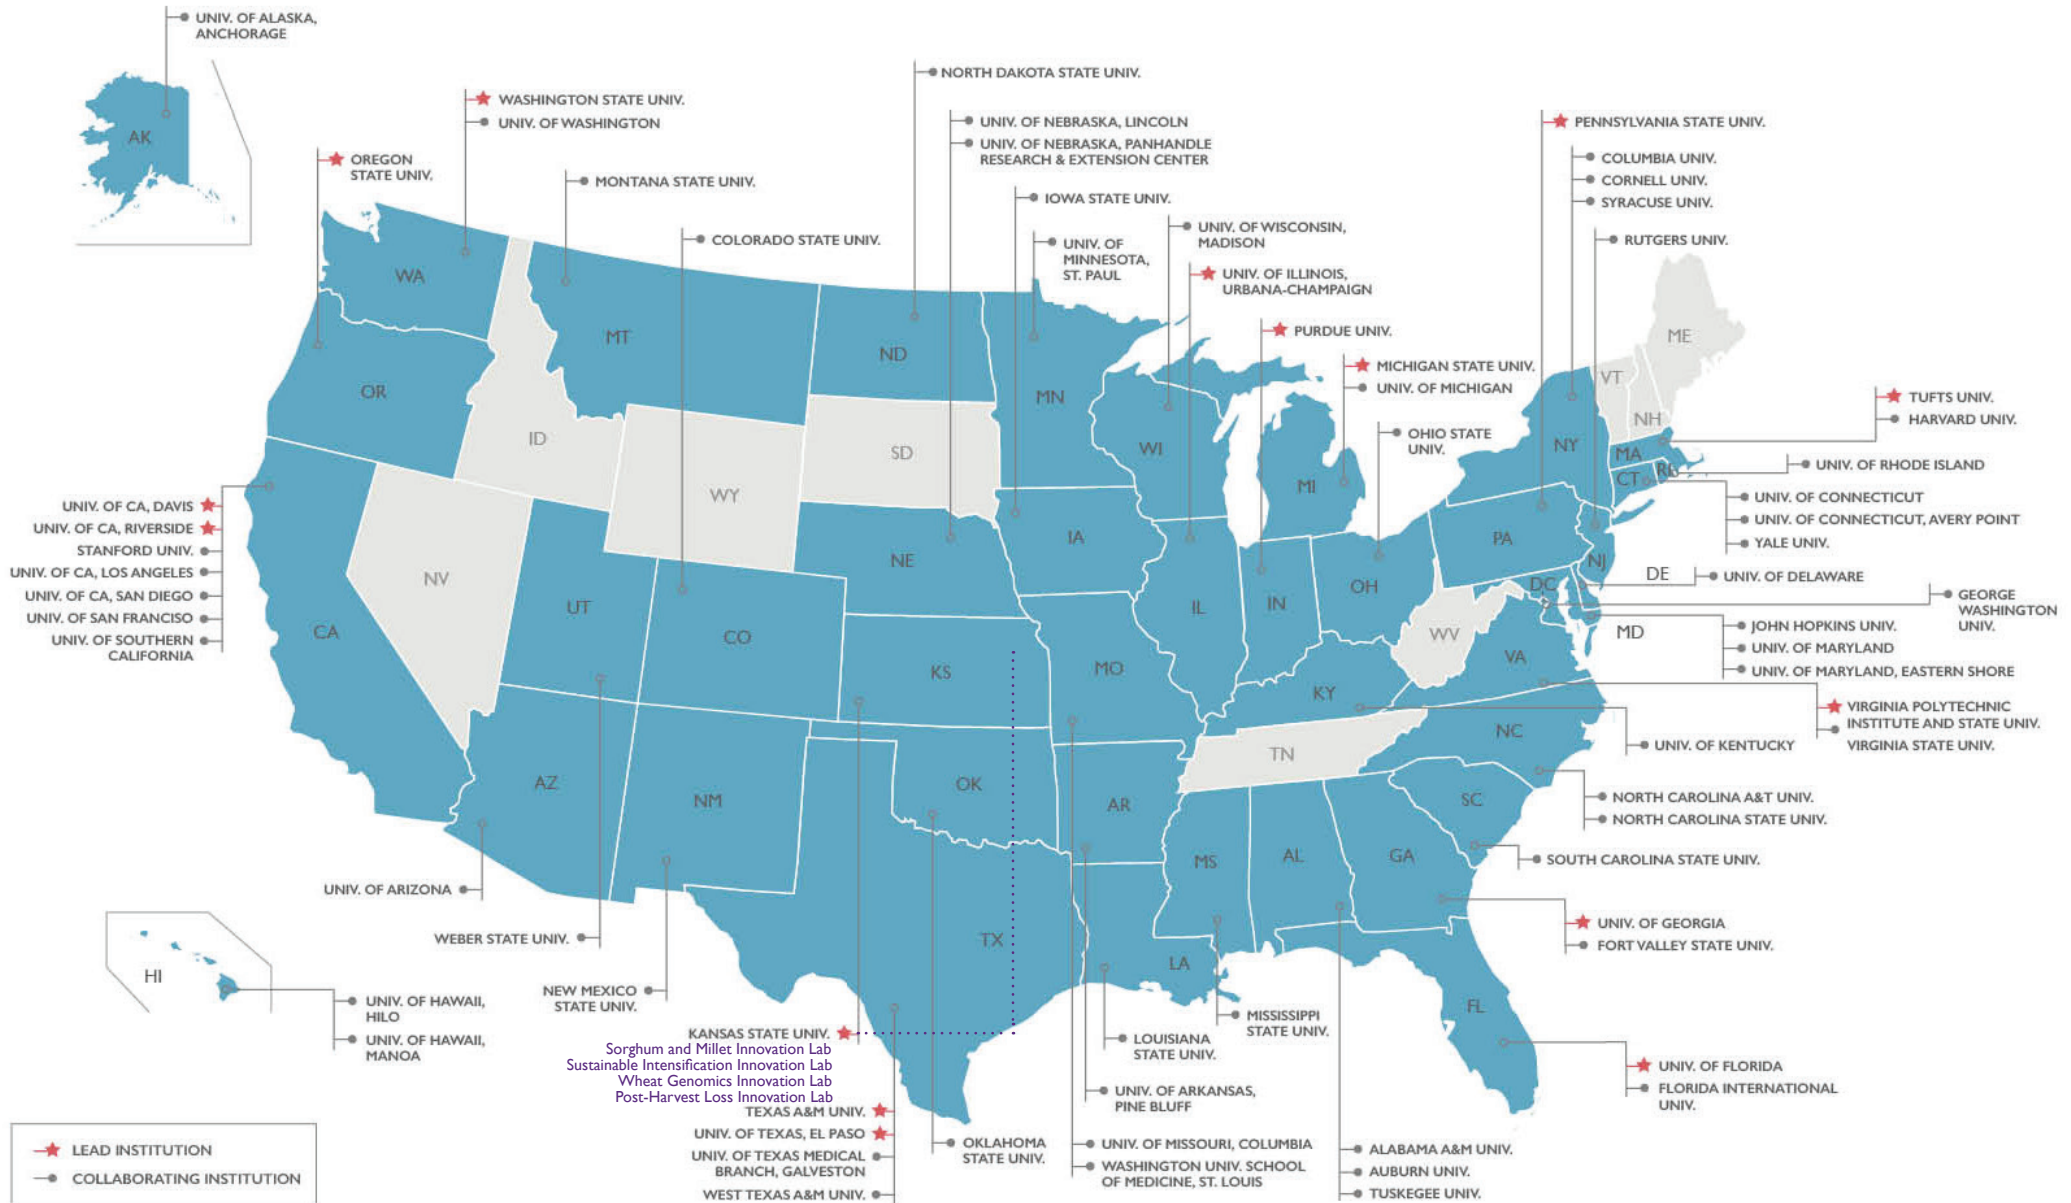 UNIV. OF ALASKA,
ANCHORAGE
AK
NORTH DAKOTA STATE UNIV.
WASHINGTON STATE UNIV.
UNIV. OF WASHINGTON
OREGON
STATE UNIV.
MONTANA STATE UNIV.
COLORADO STATE UNIV.
UNIV. OF NEBRASKA, LINCOLN
UNIV. OF NEBRASKA, PANHANDLE
RESEARCH & EXTENSION CENTER
IOWA STATE UNIV.
UNIV. OF
MINNESOTA,
ST. PAUL
UNIV. OF WISCONSIN,
MADISON
UNIV. OF ILLINOIS,
URBANA-CHAMPAIGN
PURDUE UNIV.
MICHIGAN STATE UNIV.
UNIV. OF MICHIGAN
OHIO STATE
UNIV.
PENNSYLVANIA STATE UNIV.
COLUMBIA UNIV.
CORNELL UNIV.
SYRACUSE UNIV.
RUTGERS UNIV.
TUFTS UNIV.
HARVARD UNIV.
UNIV. OF RHODE ISLAND
UNIV. OF CONNECTICUT
UNIV. OF CONNECTICUT, AVERY POINT
YALE UNIV.
UNIV. OF DELAWARE
GEORGE
WASHINGTON
UNIV.
JOHN HOPKINS UNIV.
UNIV. OF MARYLAND
UNIV. OF MARYLAND, EASTERN SHORE
VIRGINIA POLYTECHNIC
INSTITUTE AND STATE UNIV.
VIRGINIA STATE UNIV.
UNIV. OF KENTUCKY
NORTH CAROLINA A&T UNIV.
NORTH CAROLINA STATE UNIV.
SOUTH CAROLINA STATE UNIV.
UNIV. OF GEORGIA
FORT VALLEY STATE UNIV.
UNIV. OF FLORIDA
FLORIDA INTERNATIONAL
UNIV.
WA
OR
ID
MT
WY
ND
SD
MN
WI
MI
NY
VT
NH
ME
MA
RI
CT
PA
NJ
DE
DC
MD
NV
UT
CO
NE
IA
IL
IN
OH
WV
VA
CA
KS
MO
KY
TN
NC
SC
AZ
NM
OK
AR
MS
AL
GA
TX
LA
FL
HI
UNIV. OF CA, DAVIS
UNIV. OF CA, RIVERSIDE
STANFORD UNIV.
UNIV. OF CA, LOS ANGELES
UNIV. OF CA, SAN DIEGO
UNIV. OF SAN FRANCISO
UNIV. OF SOUTHERN
CALIFORNIA
UNIV. OF ARIZONA
WEBER STATE UNIV.
NEW MEXICO
STATE UNIV.
UNIV. OF HAWAII,
HILO
UNIV. OF HAWAII,
MANOA
KANSAS STATE UNIV.
Sorghum and Millet Innovation Lab
Sustainable Intensification Innovation Lab
Wheat Genomics Innovation Lab
Post-Harvest Loss Innovation Lab
TEXAS A&M UNIV.
UNIV. OF TEXAS, EL PASO
UNIV. OF TEXAS MEDICAL
BRANCH, GALVESTON
WEST TEXAS A&M UNIV.
OKLAHOMA
STATE UNIV.
LOUISIANA
STATE UNIV.
MISSISSIPPI
STATE UNIV.
UNIV. OF ARKANSAS,
PINE BLUFF
UNIV. OF MISSOURI, COLUMBIA
WASHINGTON UNIV. SCHOOL
OF MEDICINE, ST. LOUIS
ALABAMA A&M UNIV.
AUBURN UNIV.
TUSKEGEE UNIV.
LEAD INSTITUTION
COLLABORATING INSTITUTION